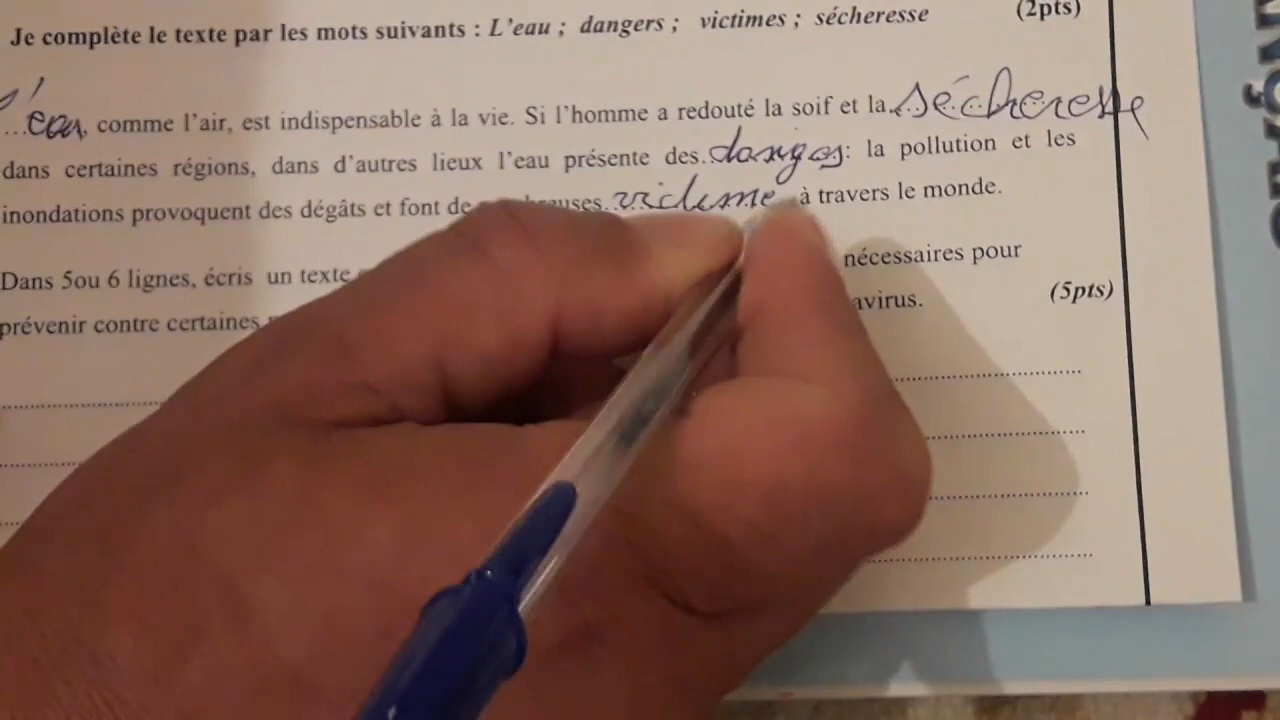 Je complète le texte par les mots suivants : L'eau ; dangers ; victimes ; sécheresse (2pts)
L'eau, comme l'air, est indispensable à la vie. Si l'homme a redouté la soif et la sécheresse
dans certaines régions, dans d'autres lieux l'eau présente des dangers: la pollution et les
inondations provoquent des dégâts et font de victime à travers le monde.
Dans 5ou 6 lignes, écris un texte nécessaires pour
prévenir contre certaines avirus. (5pts)